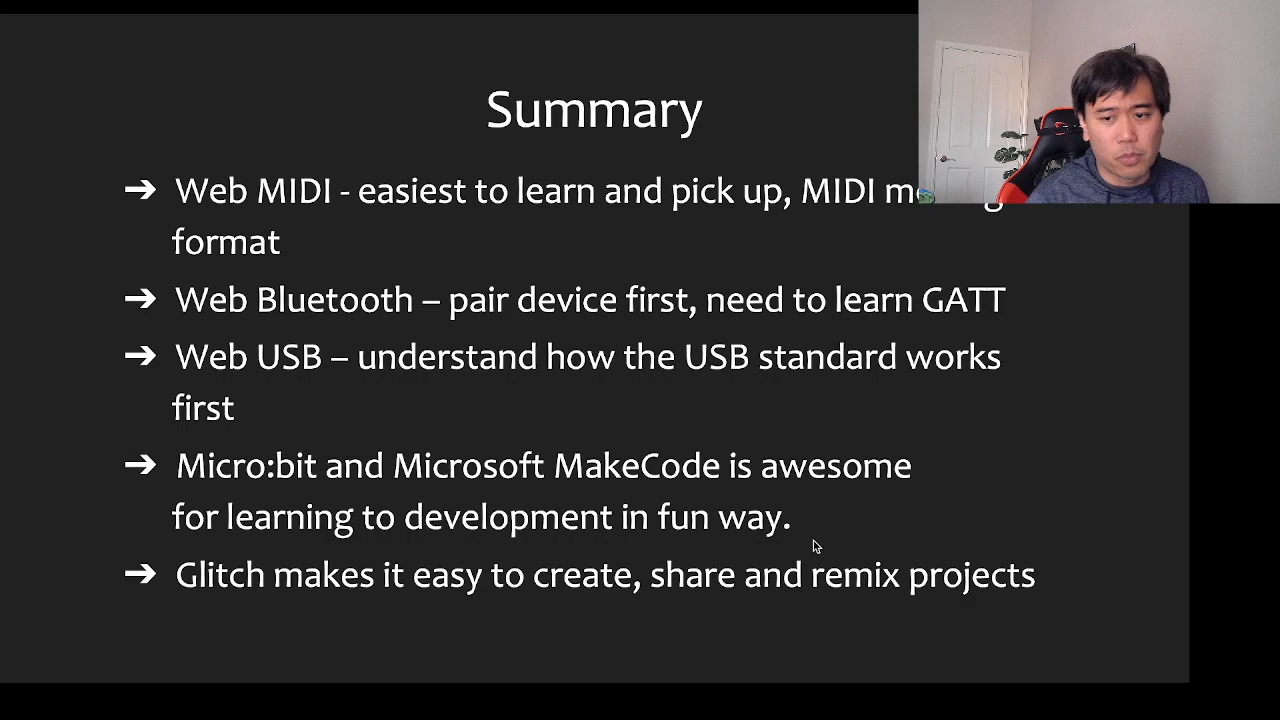 Summary
➔ Web MIDI - easiest to learn and pick up, MIDI
format
➔ Web Bluetooth – pair device first, need to learn GATT
➔ Web USB – understand how the USB standard works
first
➔ Micro:bit and Microsoft MakeCode is awesome
for learning to development in fun way.
➔ Glitch makes it easy to create, share and remix projects